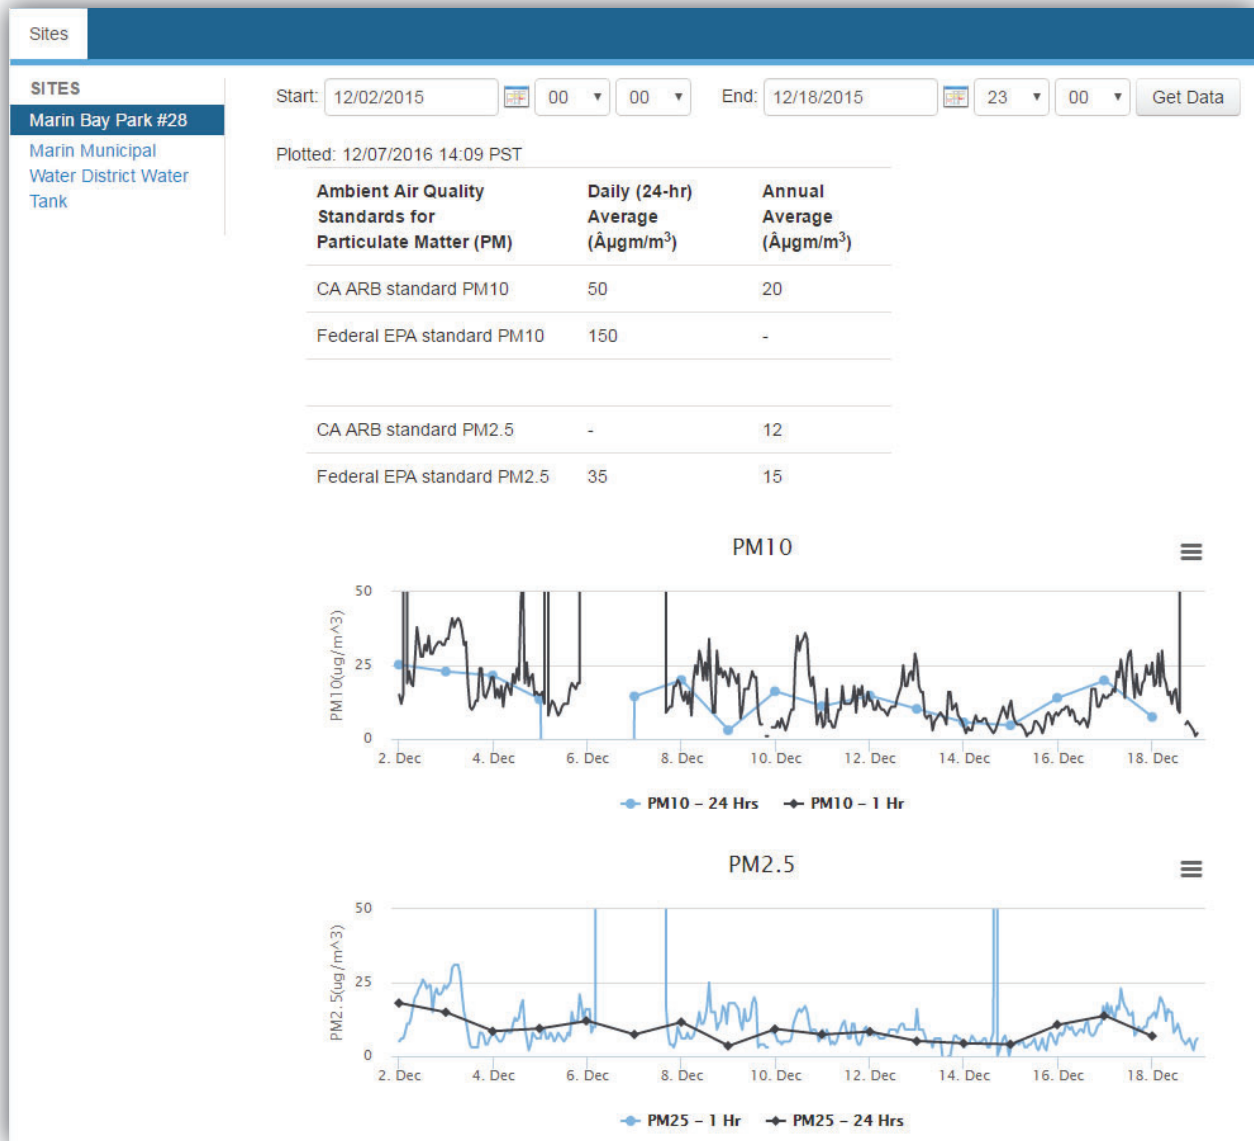 Sites
SITES
Marin Bay Park #28
Marin Municipal
Water District Water
Tank
Start: 12/02/2015 00 00 End: 12/18/2015 23 00 Get Data
Plotted: 12/07/2016 14:09 PST
Ambient Air Quality Standards for Particulate Matter (PM) Daily (24-hr) Average (Âµgm/m³) Annual Average (Âµgm/m³)
CA ARB standard PM10 50 20
Federal EPA standard PM10 150 -
CA ARB standard PM2.5 - 12
Federal EPA standard PM2.5 35 15
PM10
PM10(ug/m^3)
50
25
0
2. Dec 4. Dec 6. Dec 8. Dec 10. Dec 12. Dec 14. Dec 16. Dec 18. Dec
PM10 – 24 Hrs PM10 – 1 Hr
PM2.5
PM2.5(ug/m^3)
50
25
0
2. Dec 4. Dec 6. Dec 8. Dec 10. Dec 12. Dec 14. Dec 16. Dec 18. Dec
PM25 – 1 Hr PM25 – 24 Hrs